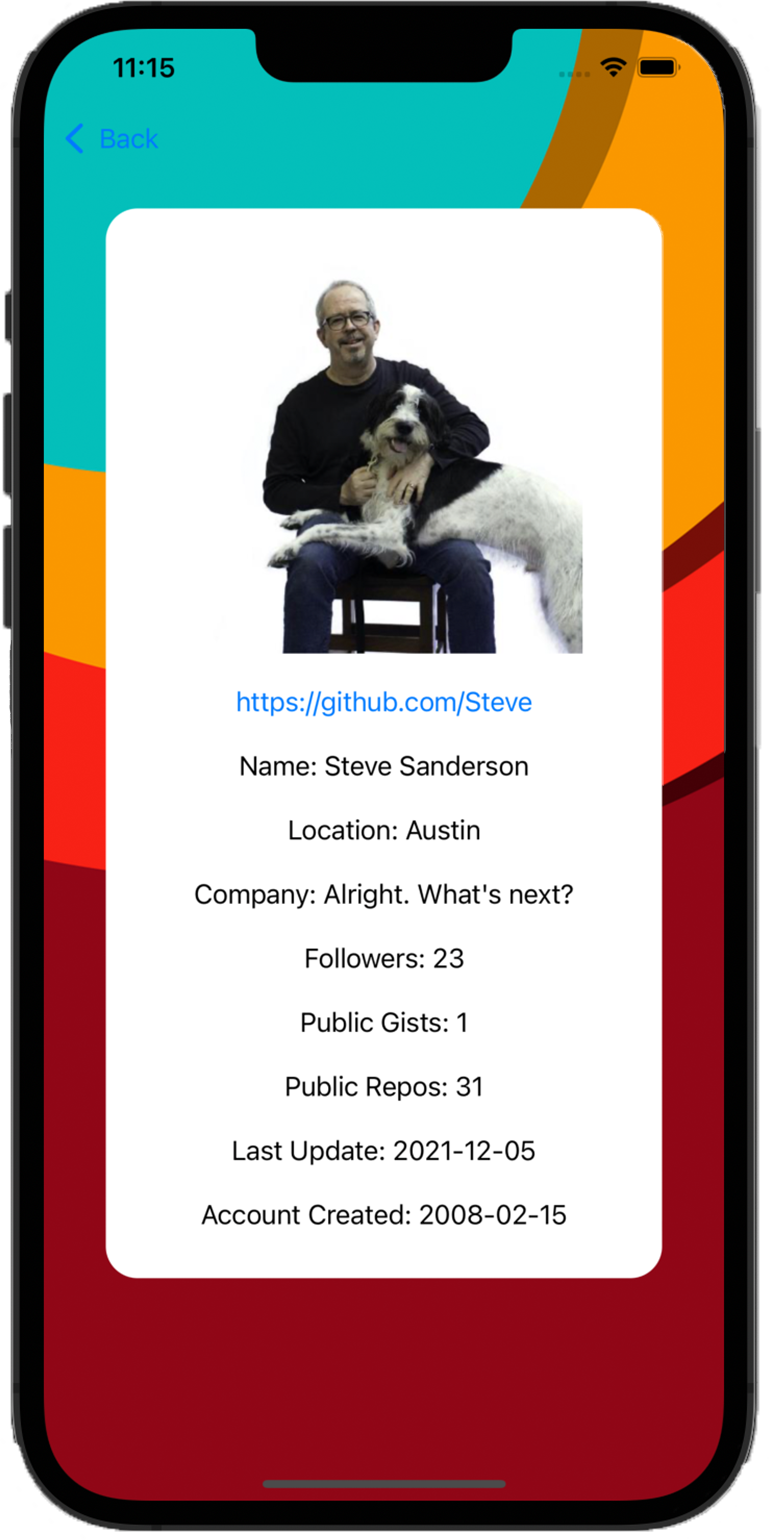 11:15
Back
https://github.com/Steve
Name: Steve Sanderson
Location: Austin
Company: Alright. What's next?
Followers: 23
Public Gists: 1
Public Repos: 31
Last Update: 2021-12-05
Account Created: 2008-02-15